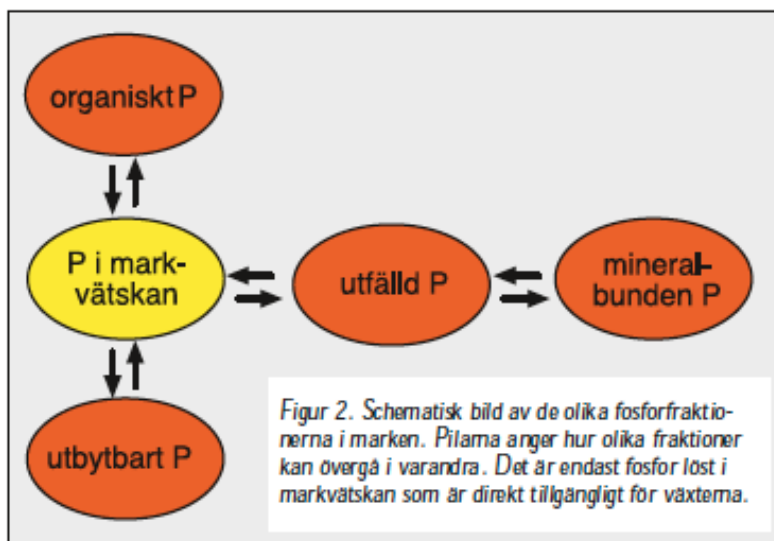 organiskt P
P i mark-
vätskan
utfälld P
mineral-
bunden P
utbytbart P
Figur 2. Schematisk bild av de olika fosforfraktio-
nerna i marken. Pilarna anger hur olika fraktioner
kan övergå i varandra. Det är endast fosfor löst i
markvätskan som är direkt tillgängligt för växterna.